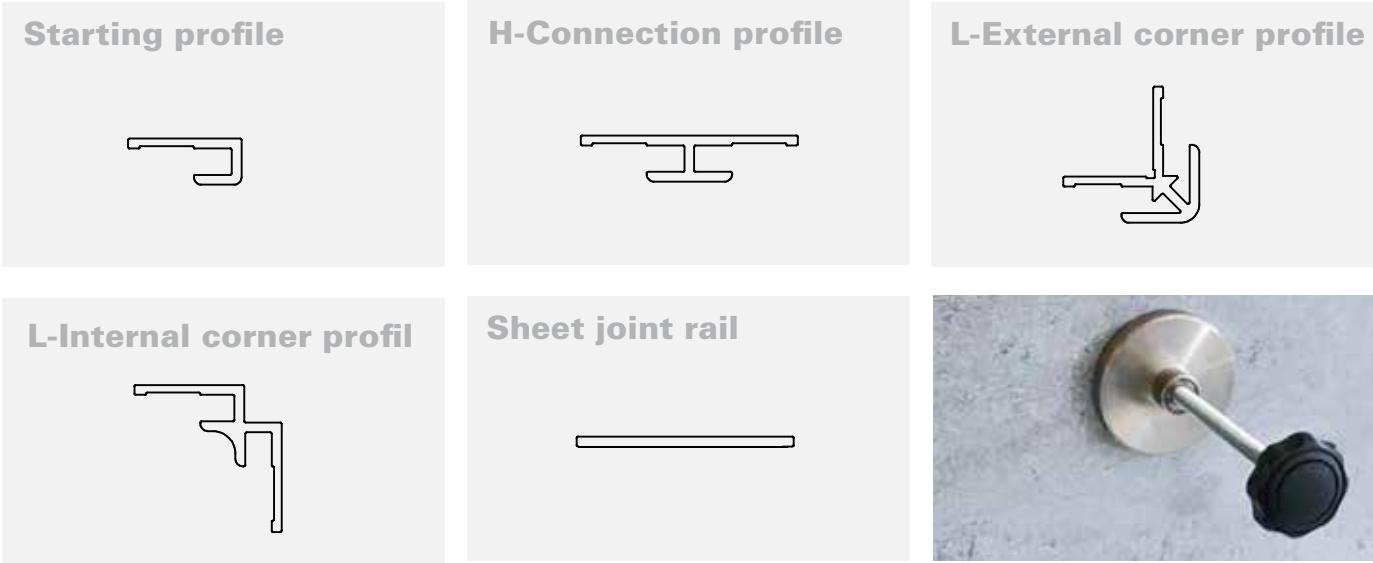 Starting profile
H-Connection profile
L-External corner profile
L-Internal corner profil
Sheet joint rail